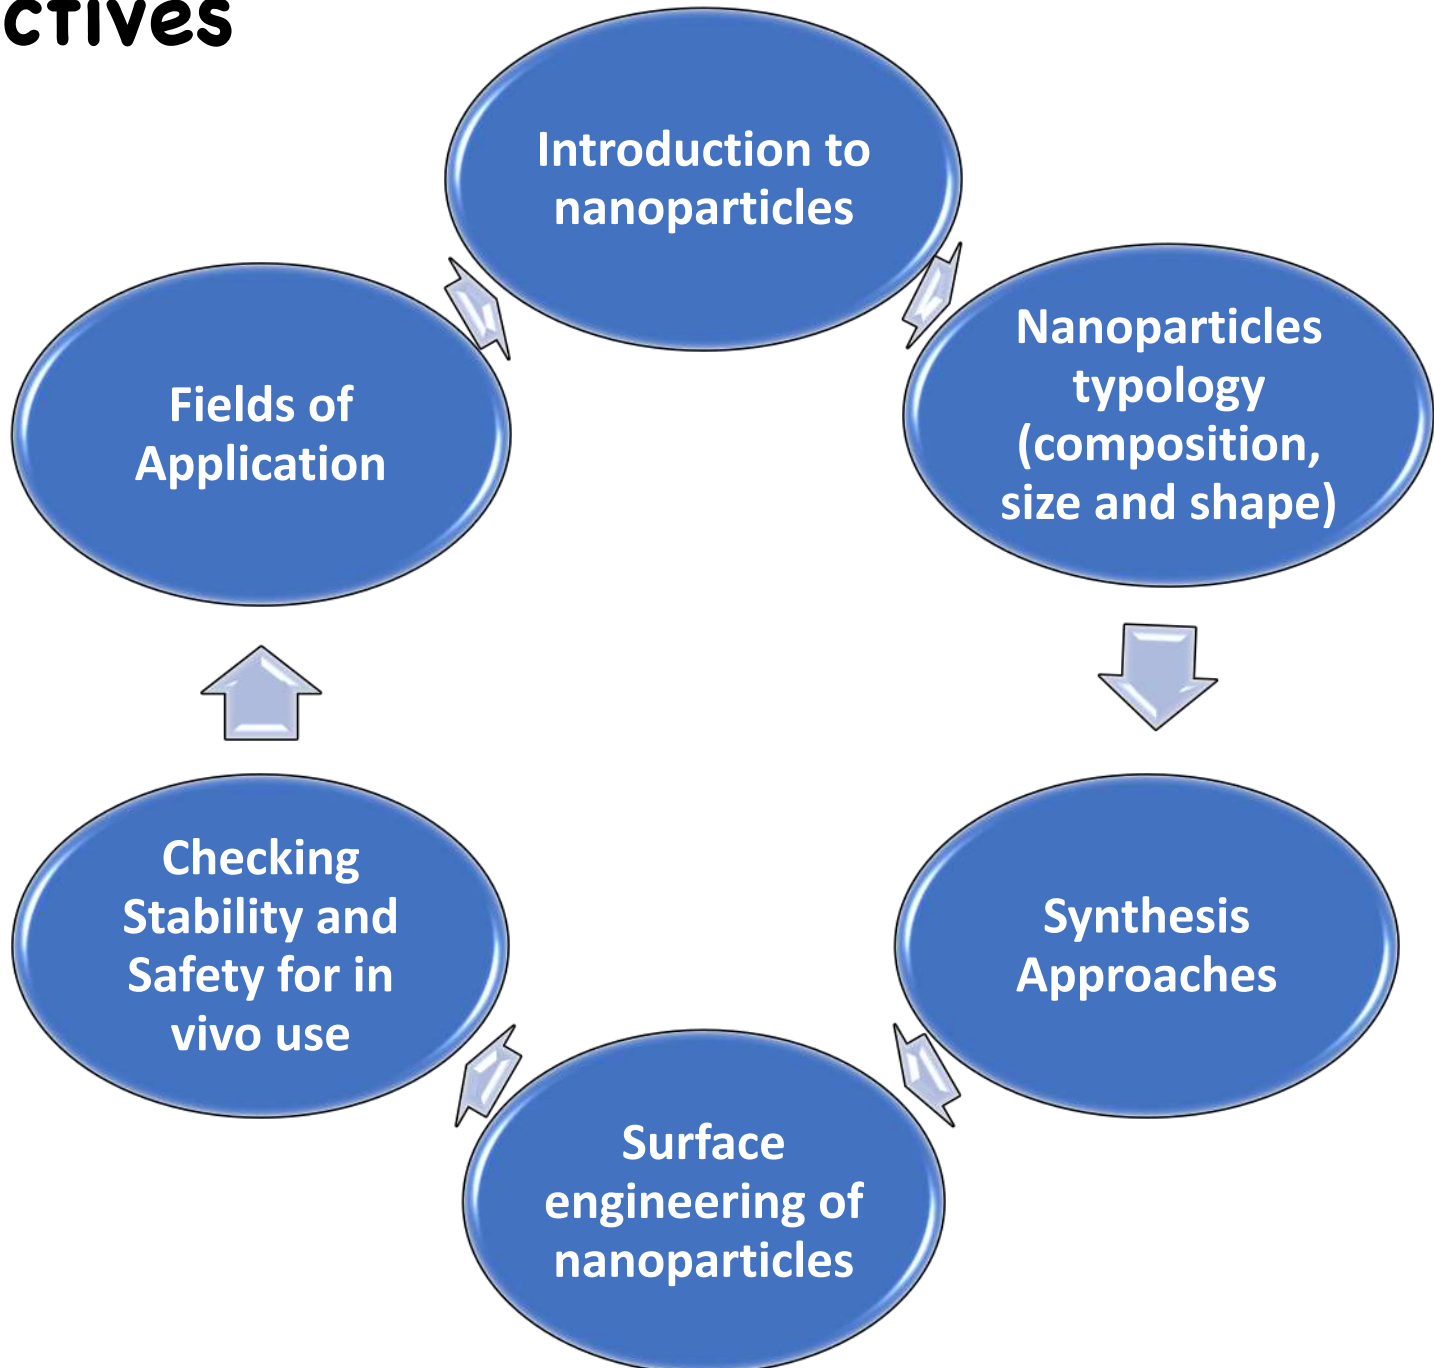 ctives
Introduction to
nanoparticles
Nanoparticles
typology
(composition,
size and shape)
Synthesis
Approaches
Surface
engineering of
nanoparticles
Checking
Stability and
Safety for in
vivo use
Fields of
Application